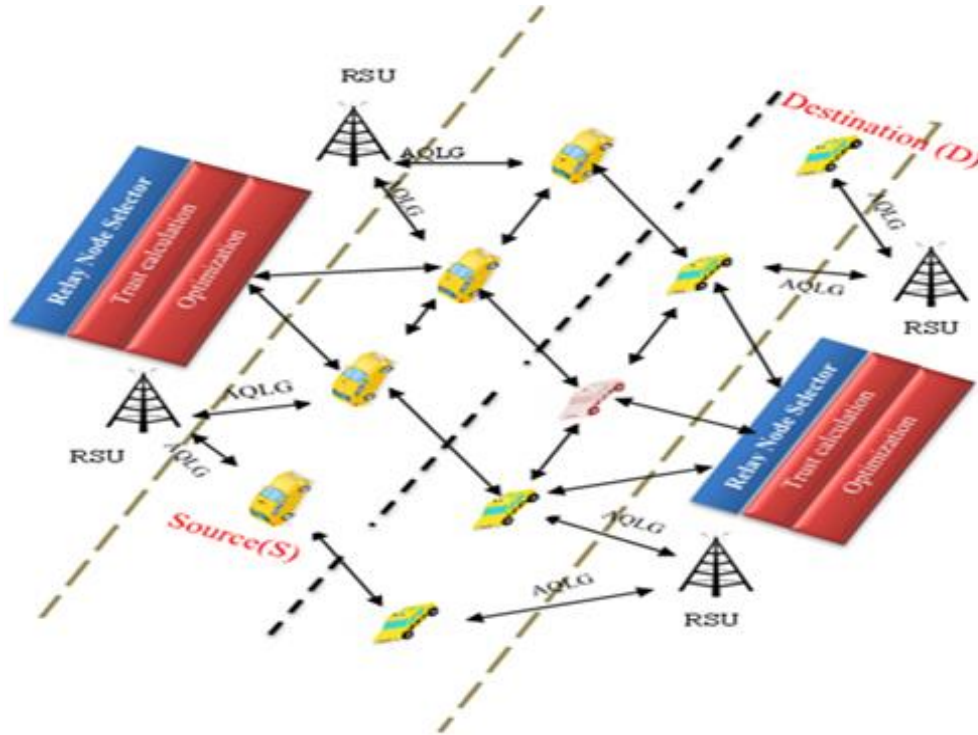 RSU
Destination (D)
AQLG
AQLG
AQLG
Relay Node Selector
Trust calculation
Optimization
AQLG
RSU
AQLG
RSU
AQLG
Source(S)
Relay Node Selector
Trust calculation
Optimization
AQLG
AQLG
RSU